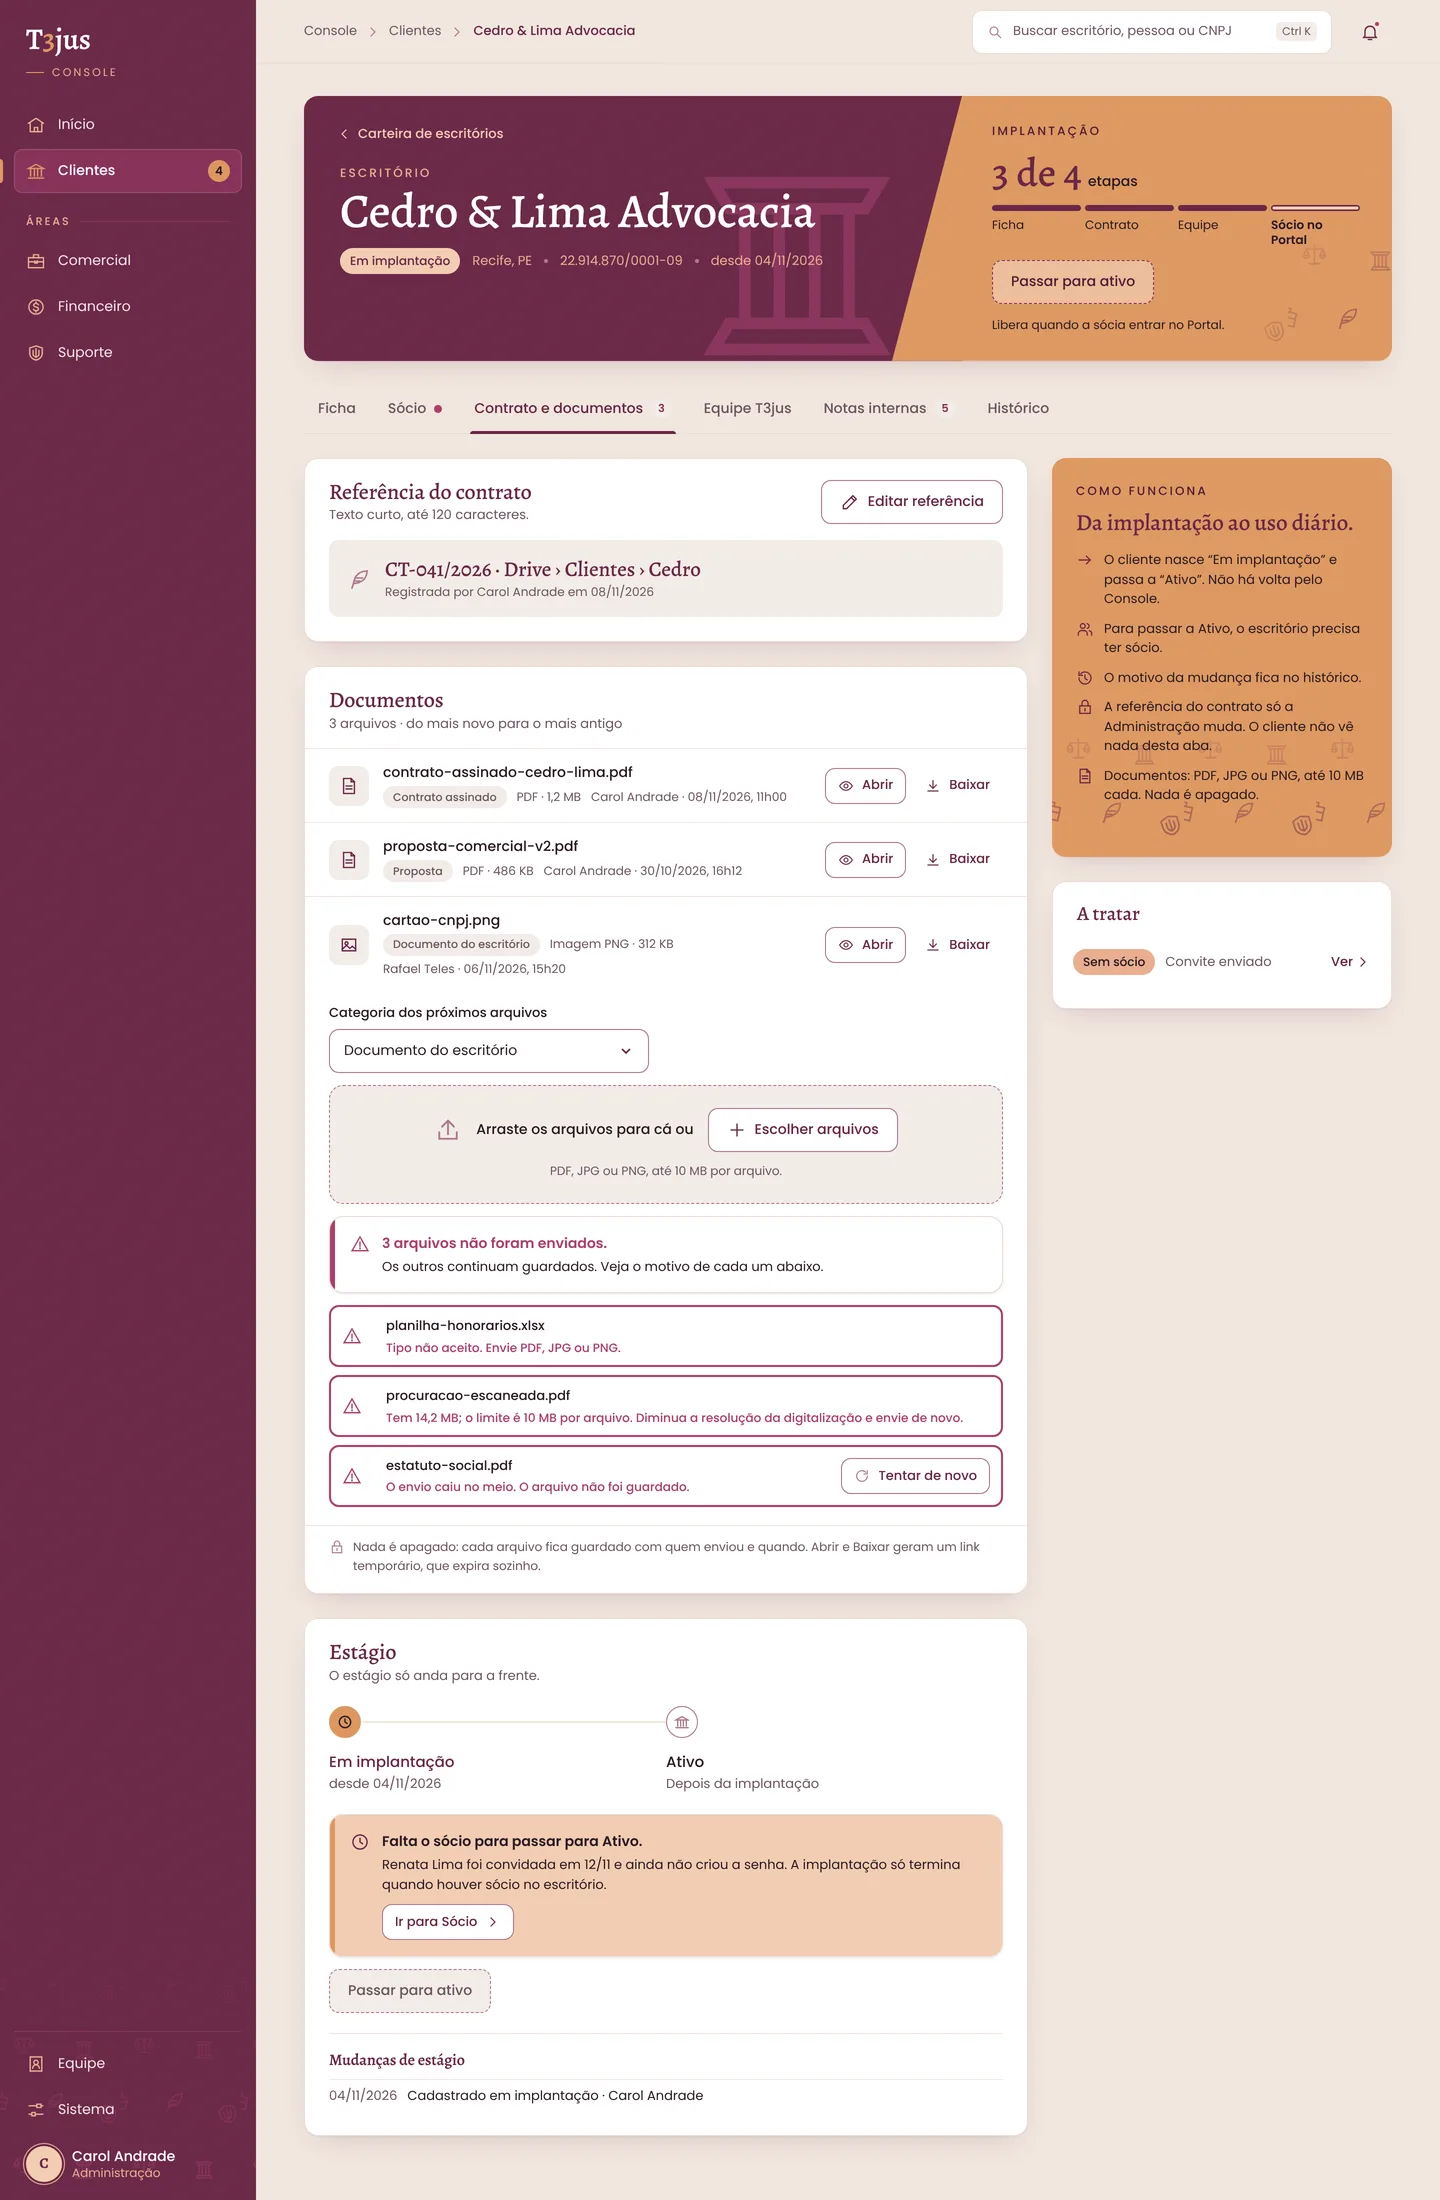 T3jus
CONSOLE
Início
Clientes
4
ÁREAS
Comercial
Financeiro
Suporte
Equipe
Sistema
C
Carol Andrade
Administração
Console
Clientes
Cedro & Lima Advocacia
Buscar escritório, pessoa ou CNPJ
Ctrl K
Carteira de escritórios
ESCRITÓRIO
Cedro & Lima Advocacia
Em implantação
Recife, PE • 22.914.870/0001-09 • desde 04/11/2026
IMPLANTAÇÃO
3 de 4 etapas
Ficha
Contrato
Equipe
Sócio no
Portal
Passar para ativo
Libera quando a sócia entrar no Portal.
Ficha
Sócio
Contrato e documentos 3
Equipe T3jus
Notas internas 5
Histórico
Referência do contrato
Texto curto, até 120 caracteres.
Editar referência
CT-041/2026 · Drive › Clientes › Cedro
Registrada por Carol Andrade em 08/11/2026
Documentos
3 arquivos · do mais novo para o mais antigo
contrato-assinado-cedro-lima.pdf
Contrato assinado
PDF · 1,2 MB
Carol Andrade · 08/11/2026, 11h00
Abrir
Baixar
proposta-comercial-v2.pdf
Proposta
PDF · 486 KB
Carol Andrade · 30/10/2026, 16h12
Abrir
Baixar
cartao-cnpj.png
Documento do escritório
Imagem PNG · 312 KB
Rafael Teles · 06/11/2026, 15h20
Abrir
Baixar
Categoria dos próximos arquivos
Documento do escritório
Arraste os arquivos para cá ou
Escolher arquivos
PDF, JPG ou PNG, até 10 MB por arquivo.
3 arquivos não foram enviados.
Os outros continuam guardados. Veja o motivo de cada um abaixo.
planilha-honorarios.xlsx
Tipo não aceito. Envie PDF, JPG ou PNG.
procuracao-escaneada.pdf
Tem 14,2 MB; o limite é 10 MB por arquivo. Diminua a resolução da digitalização e envie de novo.
estatuto-social.pdf
O envio caiu no meio. O arquivo não foi guardado.
Tentar de novo
Nada é apagado: cada arquivo fica guardado com quem enviou e quando. Abrir e Baixar geram um link
temporário, que expira sozinho.
Estágio
O estágio só anda para a frente.
Em implantação
desde 04/11/2026
Ativo
Depois da implantação
Falta o sócio para passar para Ativo.
Renata Lima foi convidada em 12/11 e ainda não criou a senha. A implantação só termina
quando houver sócio no escritório.
Ir para Sócio
Passar para ativo
Mudanças de estágio
04/11/2026 Cadastrado em implantação · Carol Andrade
COMO FUNCIONA
Da implantação ao uso diário.
O cliente nasce “Em implantação” e
passa a “Ativo”. Não há volta pelo
Console.
Para passar a Ativo, o escritório precisa
ter sócio.
O motivo da mudança fica no histórico.
A referência do contrato só a
Administração muda. O cliente não vê
nada desta aba.
Documentos: PDF, JPG ou PNG, até 10 MB
cada. Nada é apagado.
A tratar
Sem sócio
Convite enviado
Ver